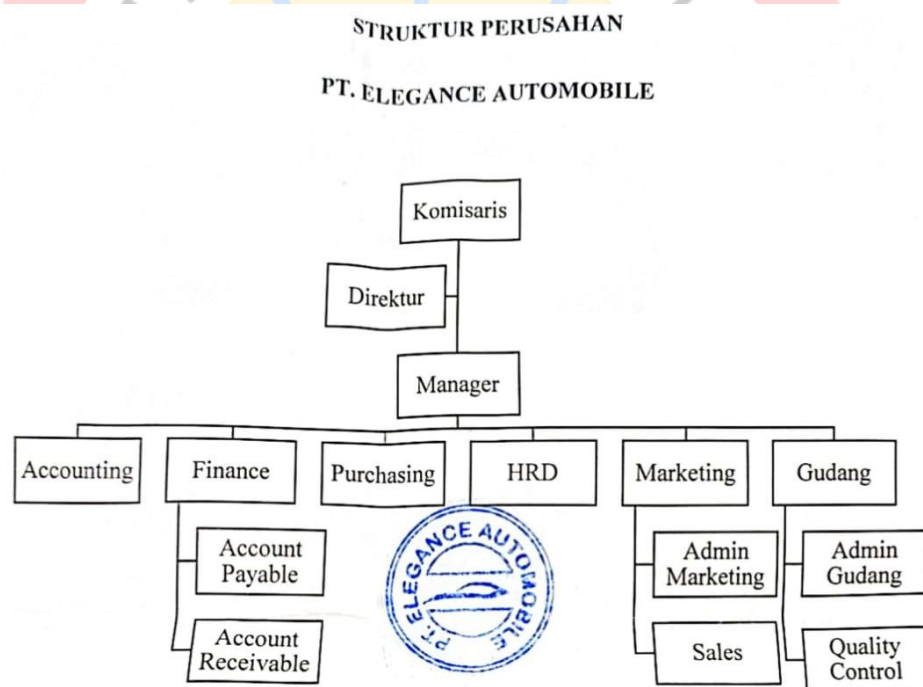 STRUKTUR PERUSAHAN
PT. ELEGANCE AUTOMOBILE
Komisaris
Direktur
Manager
Accounting
Finance
Purchasing
HRD
Marketing
Gudang
Account
Payable
Account
Receivable
PT. ELEGANCE AUTOMOBILE
Admin
Marketing
Sales
Admin
Gudang
Quality
Control